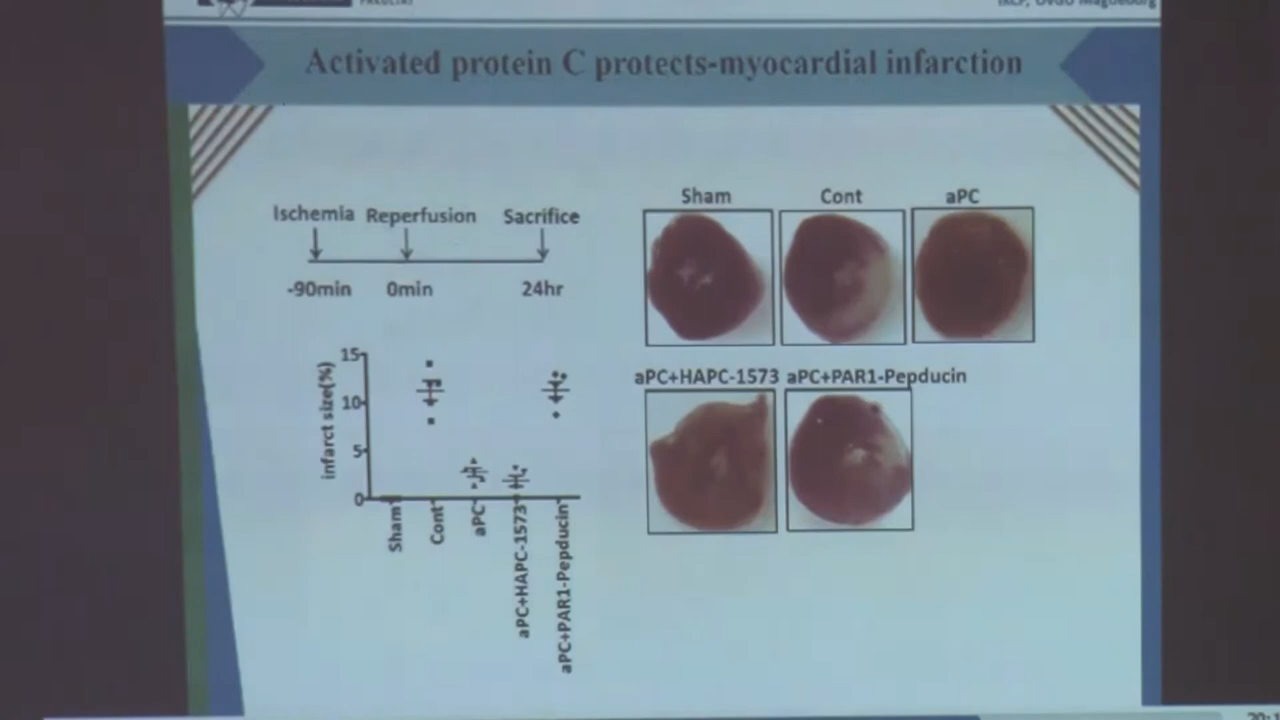 Activated protein C protects-myocardial infarction
Ischemia Reperfusion Sacrifice
-90min 0min 24hr
infarct size(%)
15
10
5
0
Sham
Cont
aPC
aPC+HAPC-1573
aPC+PAR1-Pepducin
Sham Cont aPC
aPC+HAPC-1573 aPC+PAR1-Pepducin